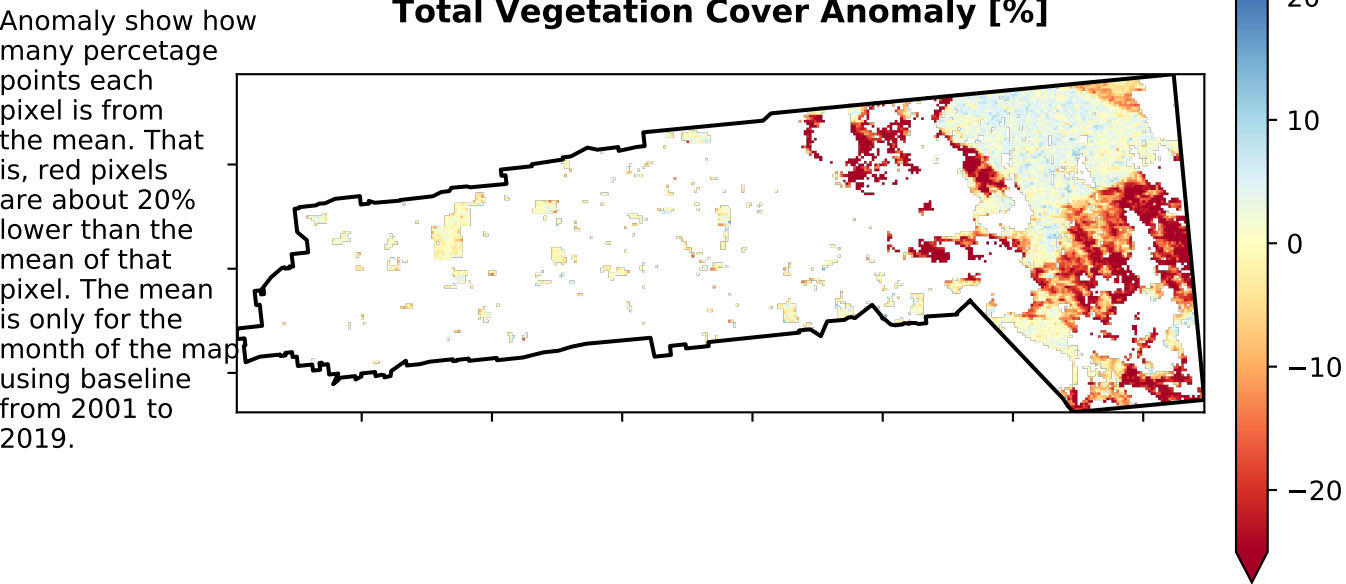 Total Vegetation Cover Anomaly [%]
Anomaly show how
many percetage
points each
pixel is from
the mean. That
is, red pixels
are about 20%
lower than the
mean of that
pixel. The mean
is only for the
month of the map
using baseline
from 2001 to
2019.
20
10
0
−10
−20